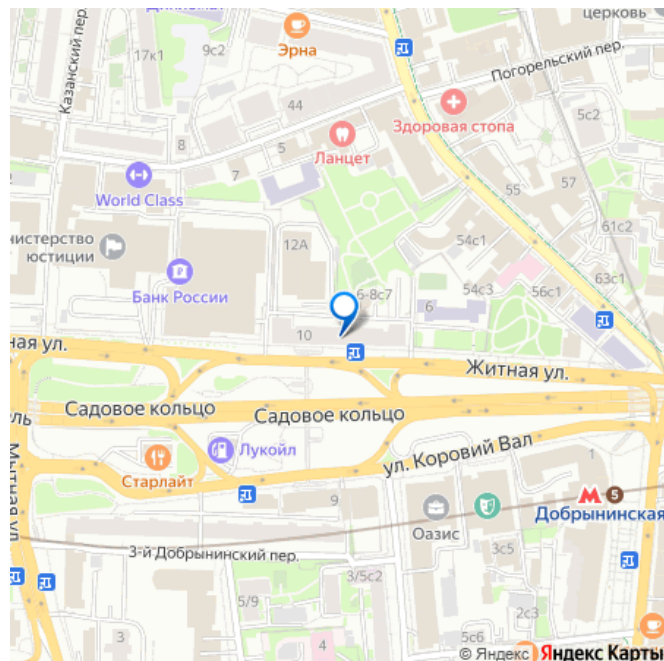 церковь
Казанский пер.
17к1
9с2
Эрна
Погорельский пер.
44
5с2
Здоровая стопа
8
5
Ланцет
7
World Class
55
57
61с2
12А
54с1
юстиции
Банк России
6-8с7
54с3
56с1
63с1
6
10
Житная ул.
Садовое кольцо
Садовое кольцо
Лукойл
ул. Коровий Вал
Старлайт
1
5
Добрынинская
9
Оазис
3-й Добрынинский пер.
3с5
3/5с2
5/9
2с3
3
4
5с6
© Яндекс Яндекс Карты